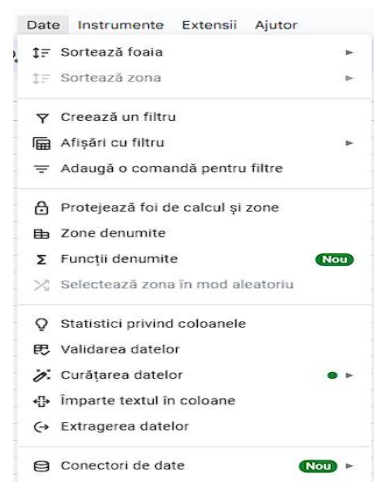 Date Instrumente Extensii Ajutor
Sortează foaia
Sortează zona
Creează un filtru
Afișări cu filtru
Adaugă o comandă pentru filtre
Protejează foi de calcul și zone
Zone denumite
Funcții denumite Nou
Selectează zona în mod aleatoriu
Statistici privind coloanele
Validarea datelor
Curățarea datelor
Împarte textul în coloane
Extragerea datelor
Conectori de date Nou